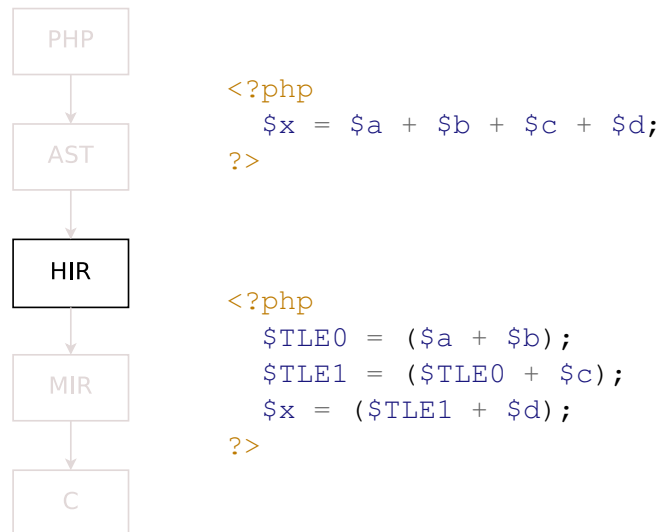 PHP
AST
HIR
MIR
C
<?php
  $x = $a + $b + $c + $d;
?>
<?php
  $TLE0 = ($a + $b);
  $TLE1 = ($TLE0 + $c);
  $x = ($TLE1 + $d);
?>